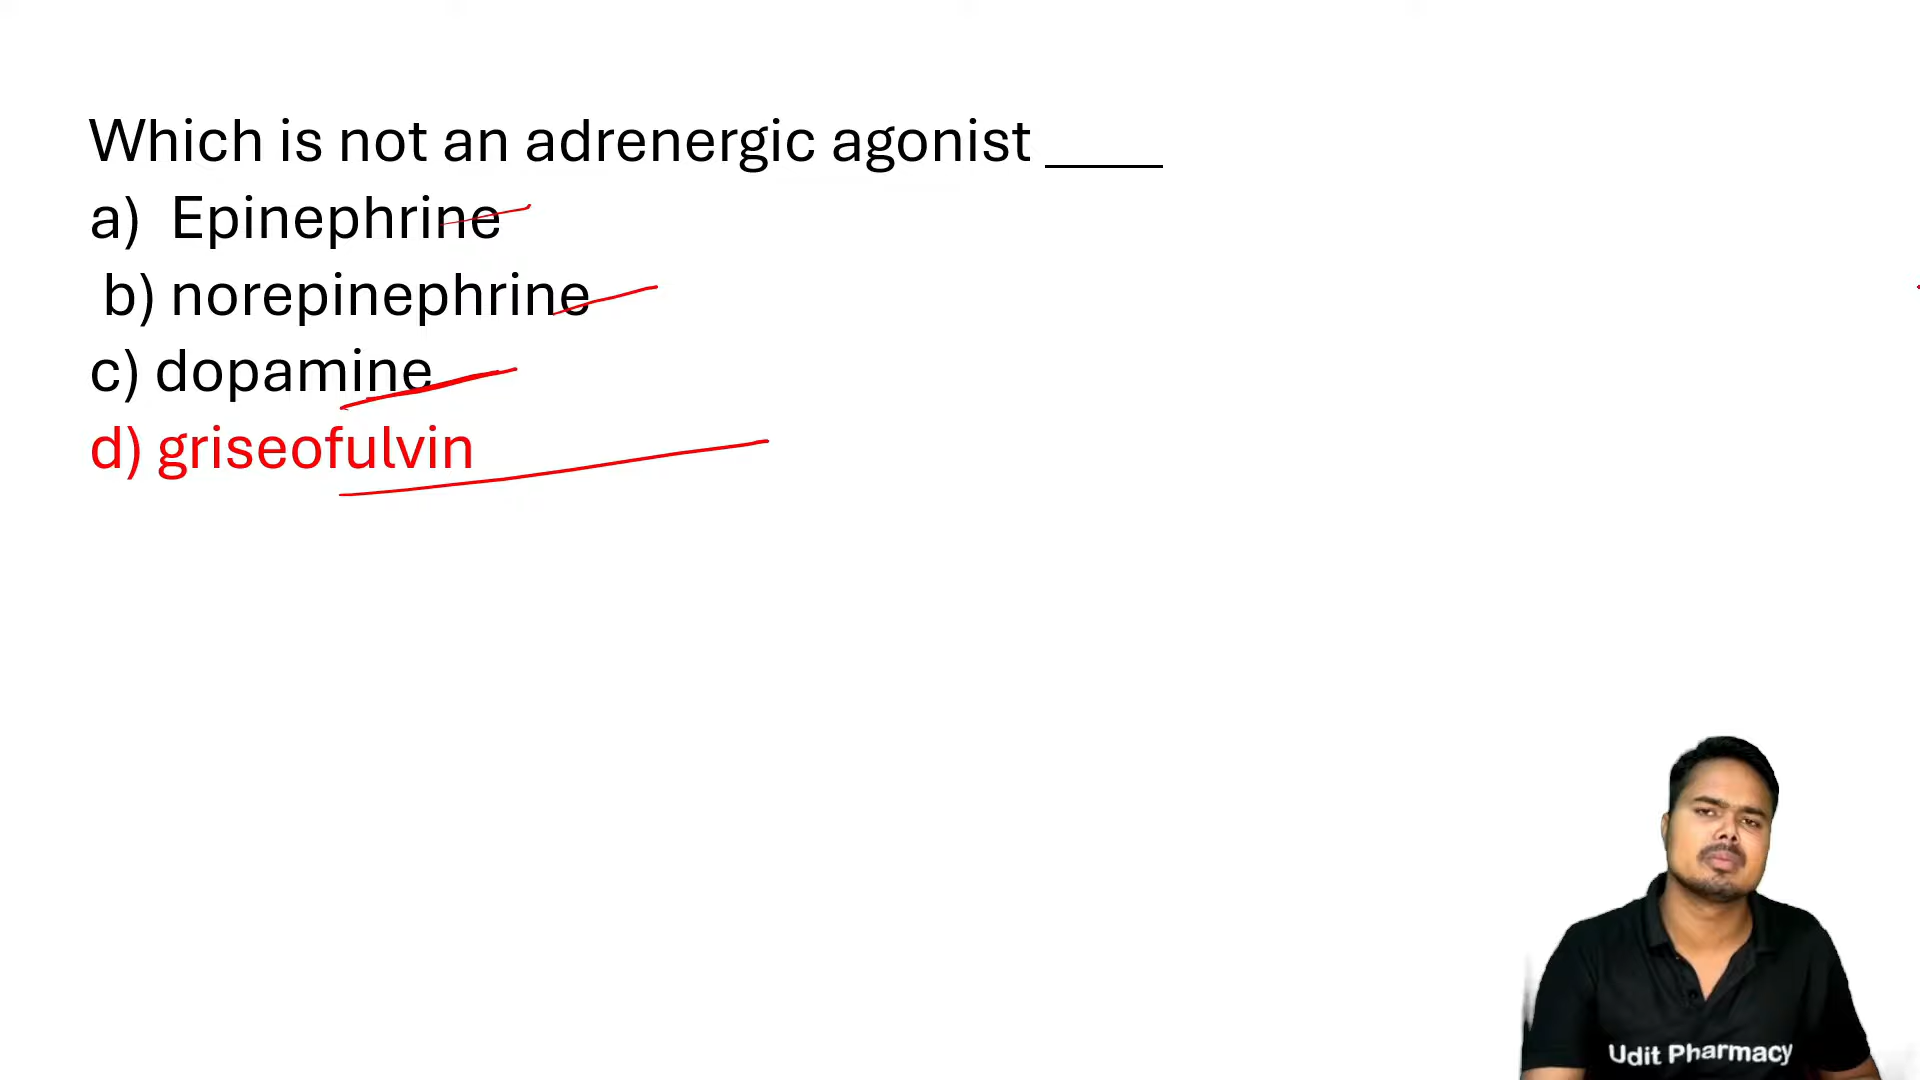 Which is not an adrenergic agonist ____
a) Epinephrine
b) norepinephrine
c) dopamine
d) griseofulvin
Udit Pharmacy